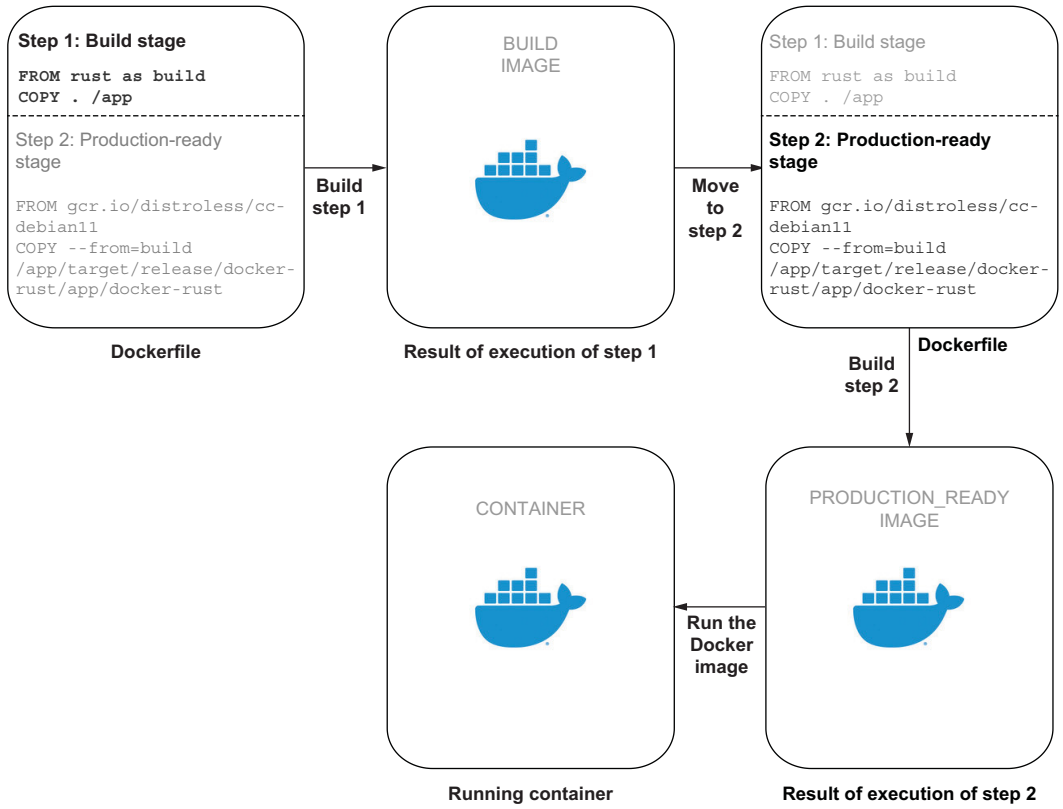 Step 1: Build stage
FROM rust as build
COPY . /app
Step 2: Production-ready
stage
FROM gcr.io/distroless/cc-
debian11
COPY --from=build
/app/target/release/docker-
rust/app/docker-rust
Dockerfile
Build
step 1
BUILD
IMAGE
Result of execution of step 1
Move
to
step 2
Step 1: Build stage
FROM rust as build
COPY . /app
Step 2: Production-ready
stage
FROM gcr.io/distroless/cc-
debian11
COPY --from=build
/app/target/release/docker-
rust/app/docker-rust
Dockerfile
Build
step 2
PRODUCTION_READY
IMAGE
Result of execution of step 2
Run the
Docker
image
CONTAINER
Running container